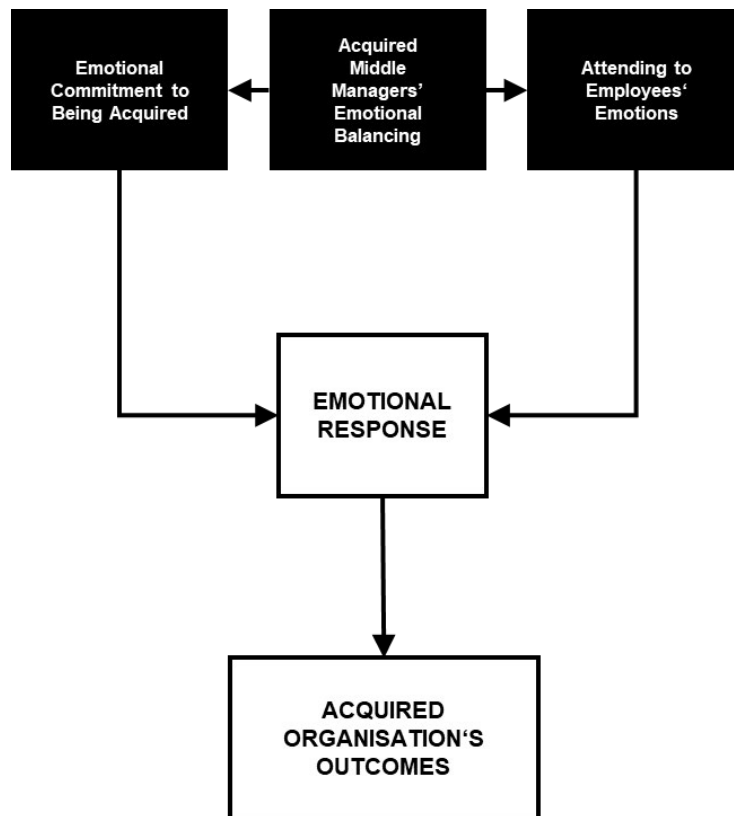 Emotional
Commitment to
Being Acquired
Acquired
Middle
Managers’
Emotional
Balancing
Attending to
Employees‘
Emotions
EMOTIONAL
RESPONSE
ACQUIRED
ORGANISATION‘S
OUTCOMES